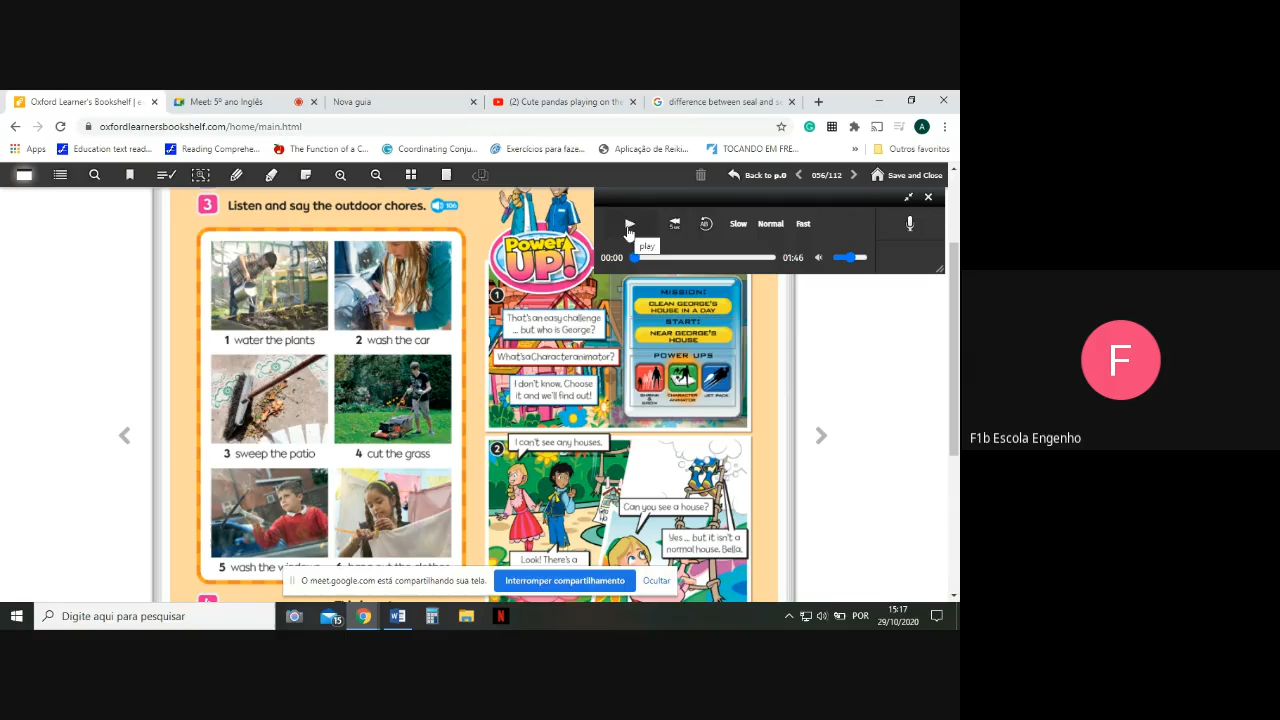 Oxford Learner's Bookshelf | e
Meet: 5º ano Inglês
Nova guia
(2) Cute pandas playing on the
difference between seal and s
oxfordlearnersbookshelf.com/home/main.html
A
Apps
Education text read...
Reading Comprehe...
The Function of a C...
Coordinating Conju...
Exercícios para faze...
Aplicação de Reiki...
TOCANDO EM FRE...
»
Outros favoritos
Back to p.0
056/112
Save and Close
3 Listen and say the outdoor chores. 106
1 water the plants
2 wash the car
3 sweep the patio
4 cut the grass
5 wash the w
Power UP!
5 sec
AB
Slow
Normal
Fast
play
00:00
01:46
1
That's an easy challenge
... but who is George?
What's a Character animator?
I don't know. Choose
it and we'll find out!
MISSION:
CLEAN GEORGE'S
HOUSE IN A DAY
START:
NEAR GEORGE'S
HOUSE
POWER UPS
SHRINK
&
GROW
CHARACTER
ANIMATOR
JET PACK
2
I can't see any houses.
Can you see a house?
Yes ... but it isn't a
normal house, Bella.
Look! There's a
O meet.google.com está compartilhando sua tela.
Interromper compartilhamento
Ocultar
Digite aqui para pesquisar
15
W
N
POR
15:17
29/10/2020
F
F1b Escola Engenho